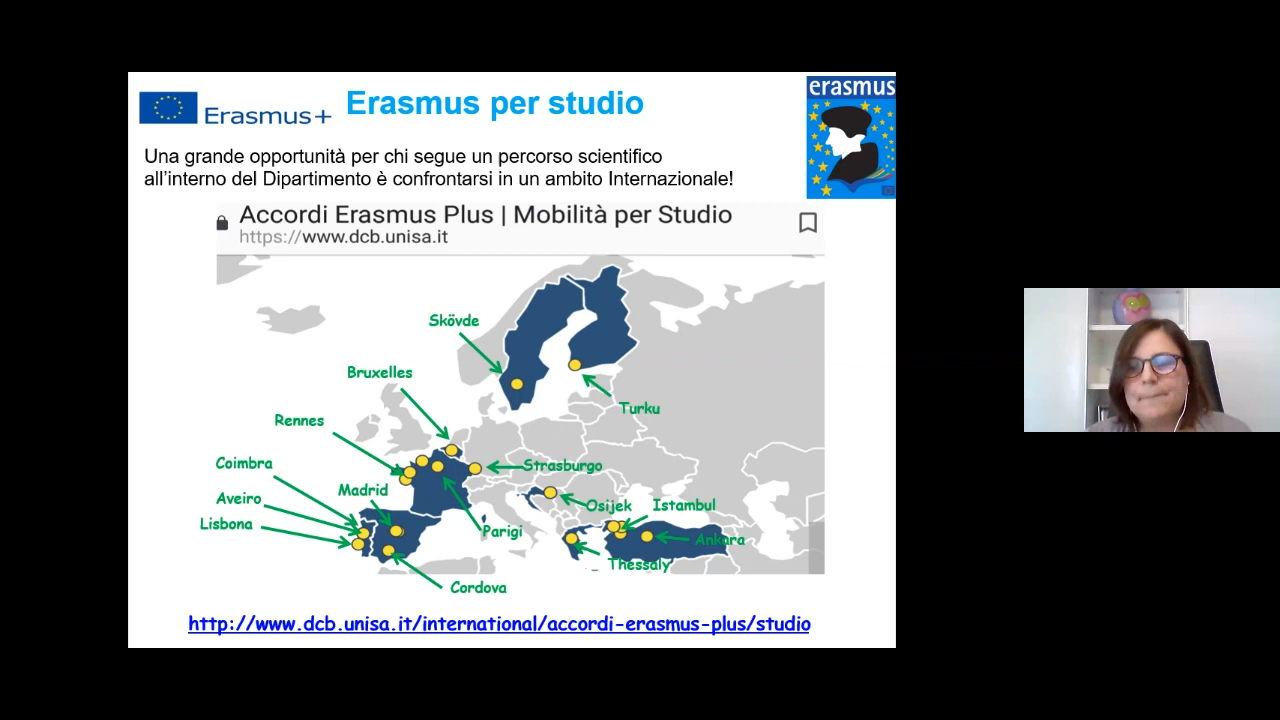 Erasmus+
Erasmus per studio
erasmus
Una grande opportunità per chi segue un percorso scientifico
all'interno del Dipartimento è confrontarsi in un ambito Internazionale!
Accordi Erasmus Plus | Mobilità per Studio
https://www.dcb.unisa.it
Skövde
Bruxelles
Turku
Rennes
Coimbra
Strasburgo
Madrid
Aveiro
Osijek
Istambul
Lisbona
Parigi
Ankara
Thessaly
Cordova
http://www.dcb.unisa.it/international/accordi-erasmus-plus/studio